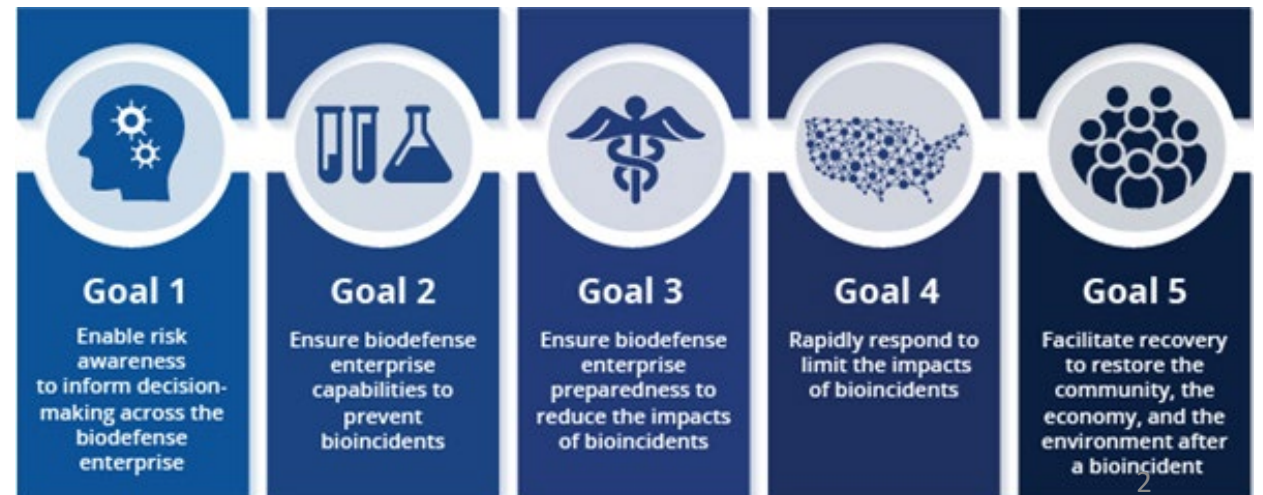 Goal 1
Enable risk
awareness
to inform decision-
making across the
biodefense
enterprise
Goal 2
Ensure biodefense
enterprise
capabilities to
prevent
bioincidents
Goal 3
Ensure biodefense
enterprise
preparedness to
reduce the impacts
of bioincidents
Goal 4
Rapidly respond to
limit the impacts
of bioincidents
Goal 5
Facilitate recovery
to restore the
community, the
economy, and the
environment after
a bioincident
2